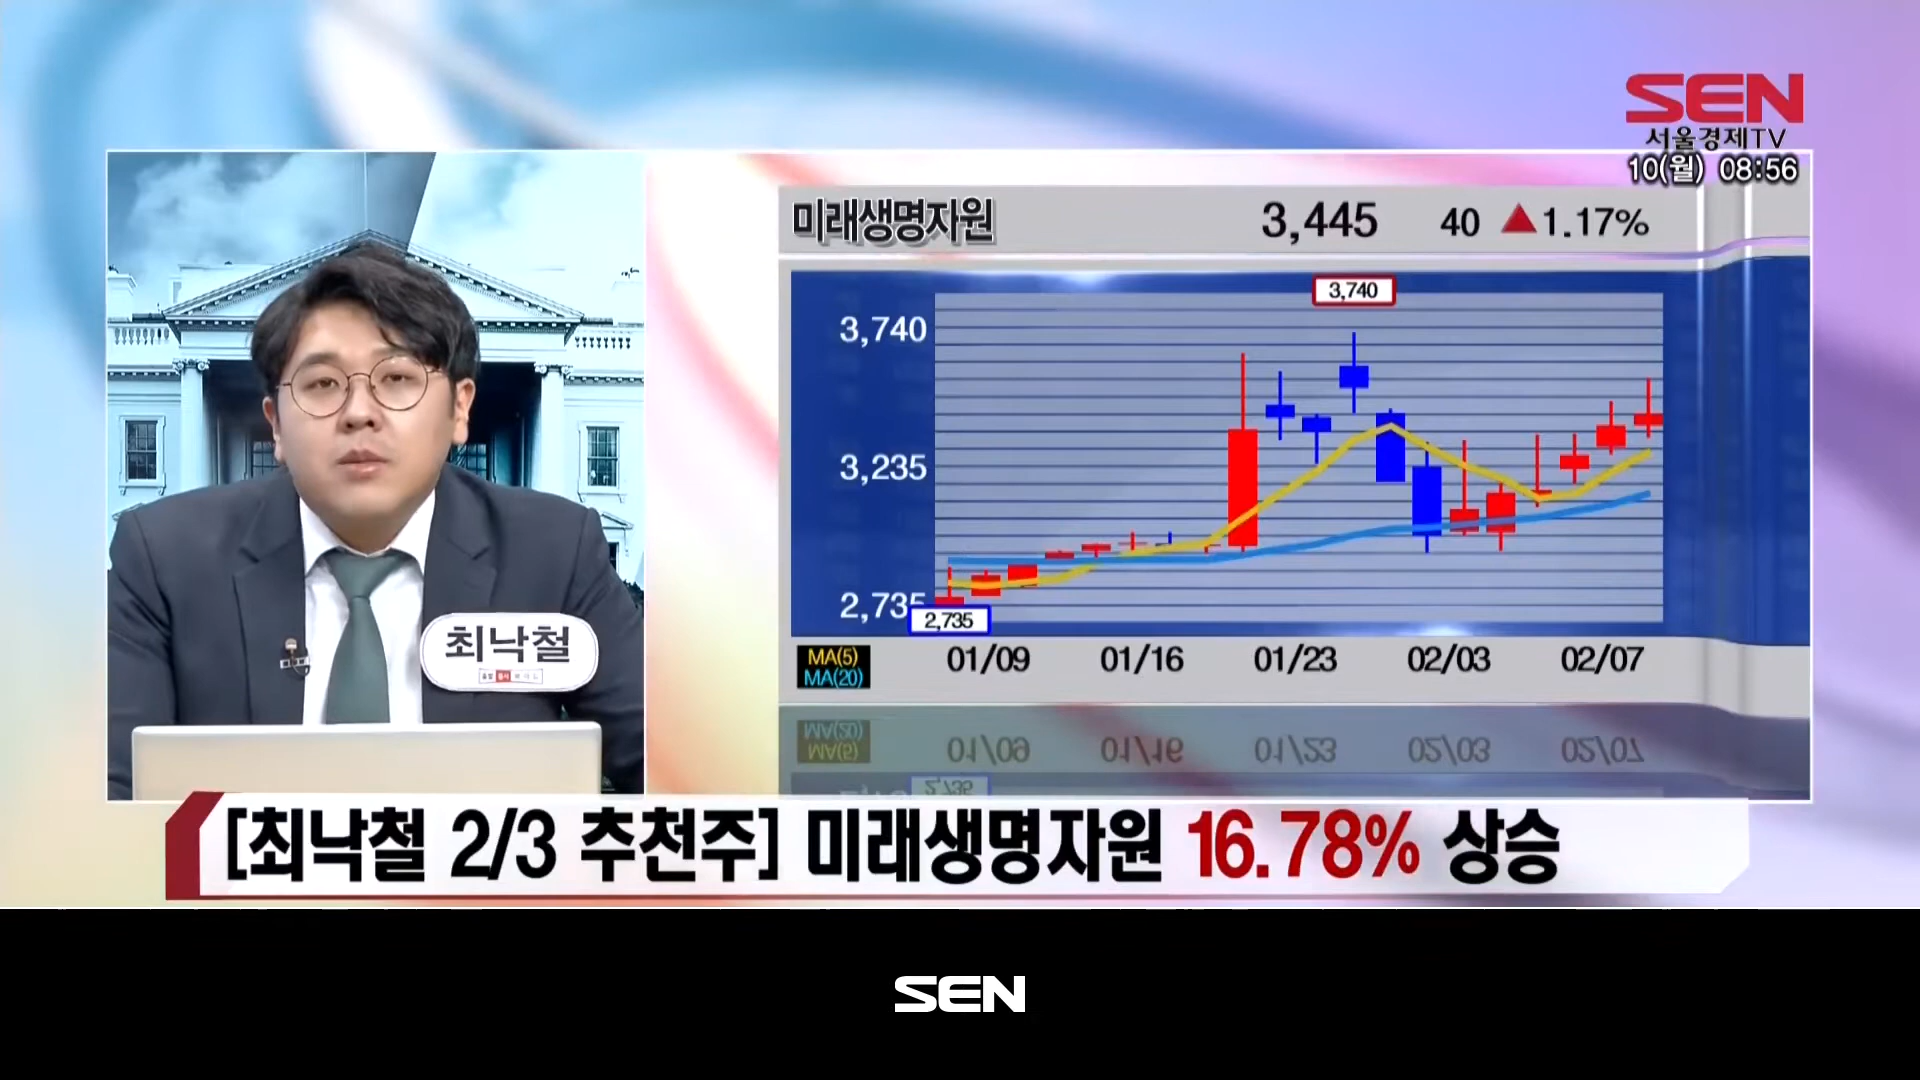 SEN
서울경제TV
10(월) 08:56
미래생명자원 3,445 40 ▲1.17%
3,740
3,740
3,235
2,735
2,735
MA(5)
MA(20)
01/09 01/16 01/23 02/03 02/07
최낙철
[최낙철 2/3 추천주] 미래생명자원 16.78% 상승
SEN